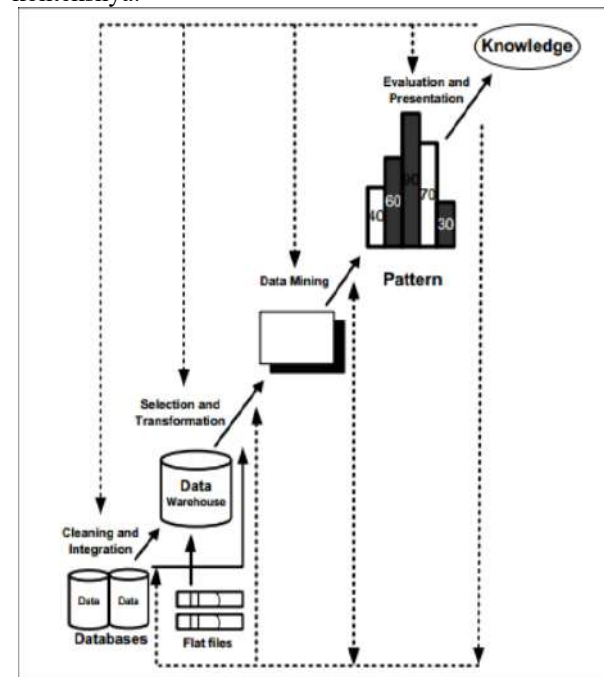 Knowledge
Evaluation and
Presentation
40
60
90
70
30
Pattern
Data Mining
Selection and
Transformation
Data
Warehouse
Cleaning and
Integration
Data
Data
Databases
Flat files